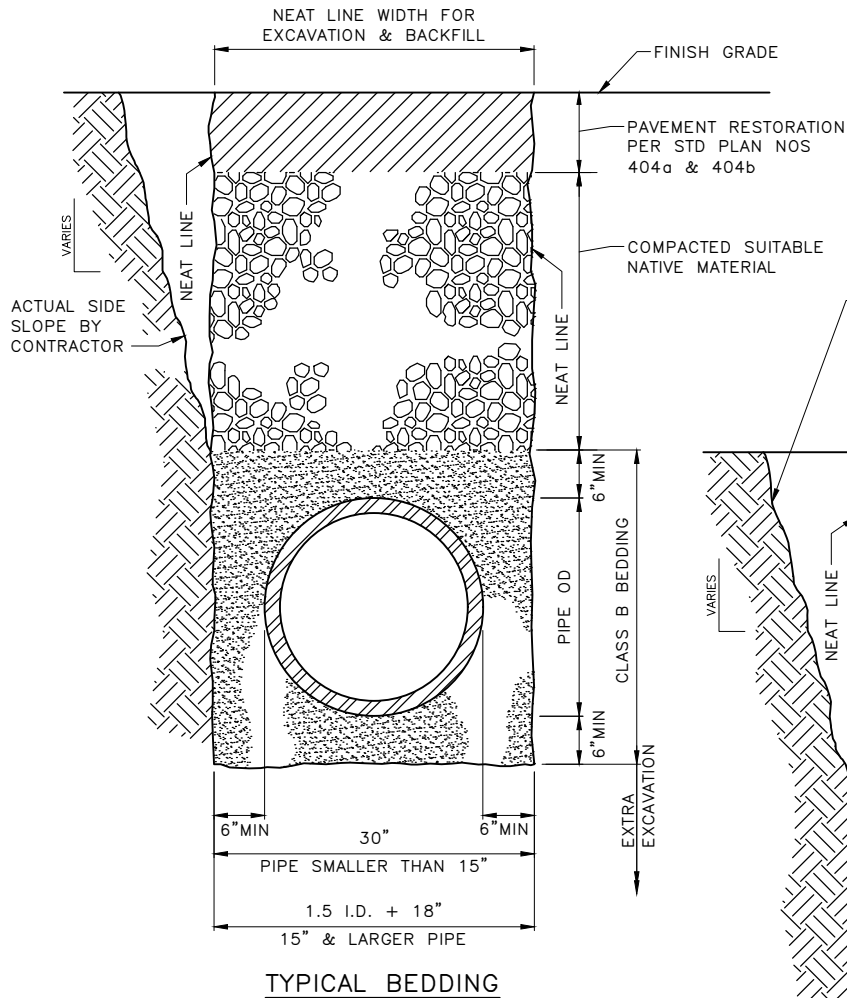 NEAT LINE WIDTH FOR
EXCAVATION & BACKFILL
FINISH GRADE
PAVEMENT RESTORATION
PER STD PLAN NOS
404a & 404b
NEAT LINE
VARIES
COMPACTED SUITABLE
NATIVE MATERIAL
ACTUAL SIDE
SLOPE BY
CONTRACTOR
NEAT LINE
6"MIN
PIPE OD
CLASS B BEDDING
6"MIN
VARIES
NEAT LINE
EXTRA
EXCAVATION
6"MIN
6"MIN
30"
PIPE SMALLER THAN 15"
1.5 I.D. + 18"
15" & LARGER PIPE
TYPICAL BEDDING